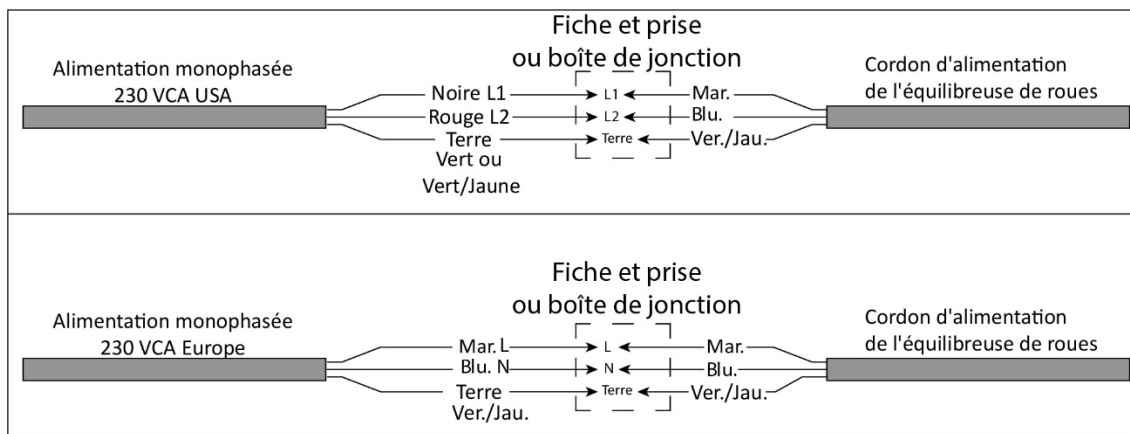 Fiche et prise
ou boîte de jonction
Alimentation monophasée
230 VCA USA
Cordon d'alimentation
de l'équilibreuse de roues
Noire L1
L1
Mar.
Rouge L2
L2
Blu.
Terre
Vert ou
Vert/Jaune
Terre
Ver./Jau.
Fiche et prise
ou boîte de jonction
Alimentation monophasée
230 VCA Europe
Cordon d'alimentation
de l'équilibreuse de roues
Mar. L
L
Mar.
Blu. N
N
Blu.
Terre
Ver./Jau.
Terre
Ver./Jau.